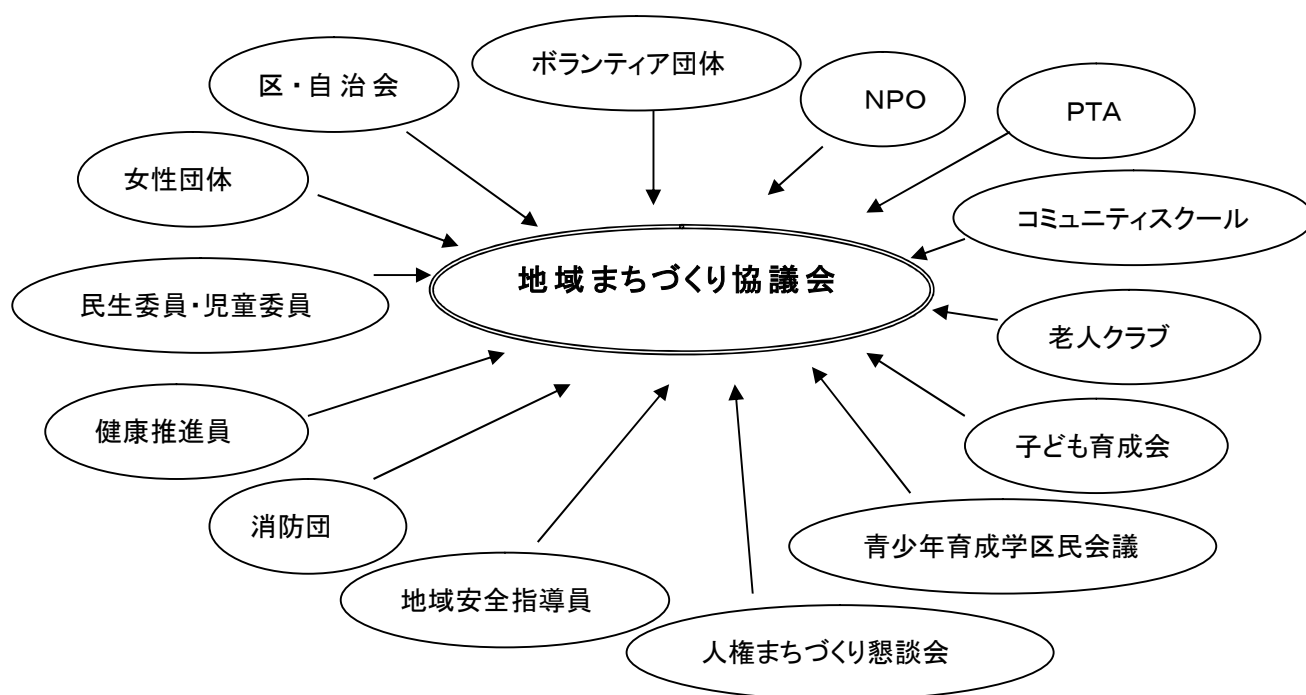 ボランティア団体
区・自治会
NPO
PTA
女性団体
コミュニティスクール
地域まちづくり協議会
民生委員・児童委員
老人クラブ
健康推進員
子ども育成会
消防団
青少年育成学区民会議
地域安全指導員
人権まちづくり懇談会